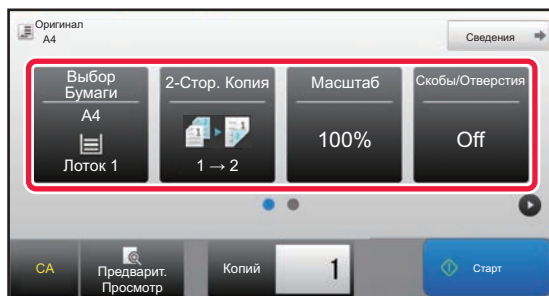 Оригинал
A4
Сведения
Выбор
Бумаги
A4
Лоток 1
2-Стор. Копия
1 → 2
Масштаб
100%
Скобы/Отверстия
Off
CA
Предварит.
Просмотр
Копий
1
Старт